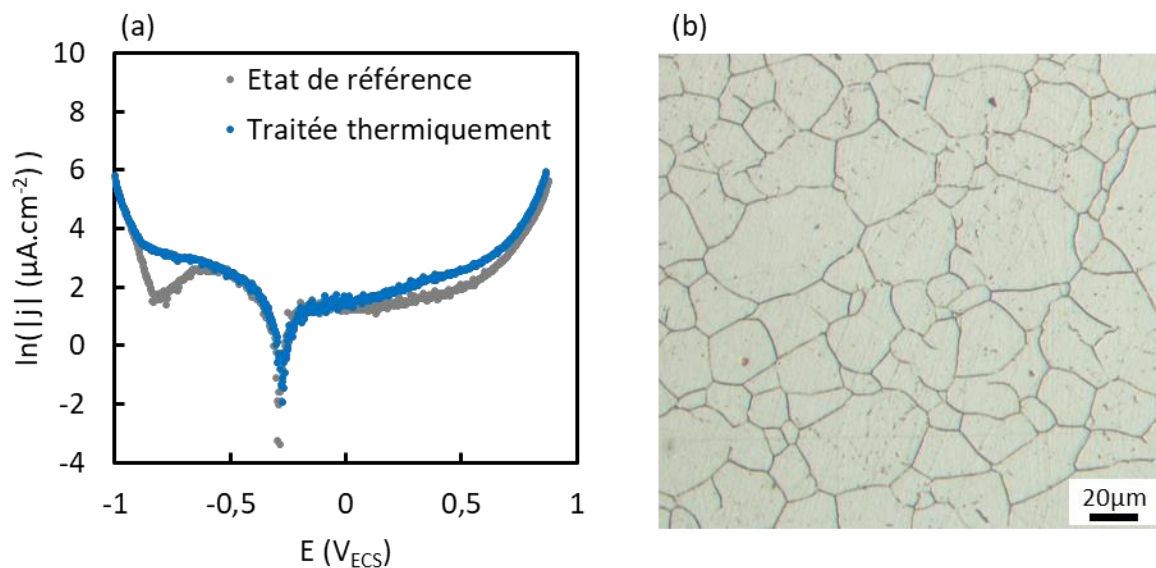 (a)
(b)
10
8
6
4
2
0
-2
-4
ln(|j| (µA.cm-2))
Etat de référence
Traitée thermiquement
-1
-0,5
0
0,5
1
E (VECS)
20µm